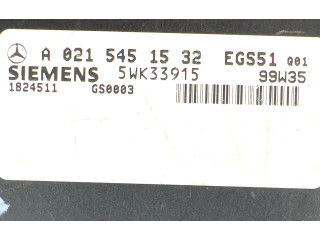 A 021 545 15 32 EGS51 Q01
SIEMENS 5WK33915 99W35
1824511 GS0003